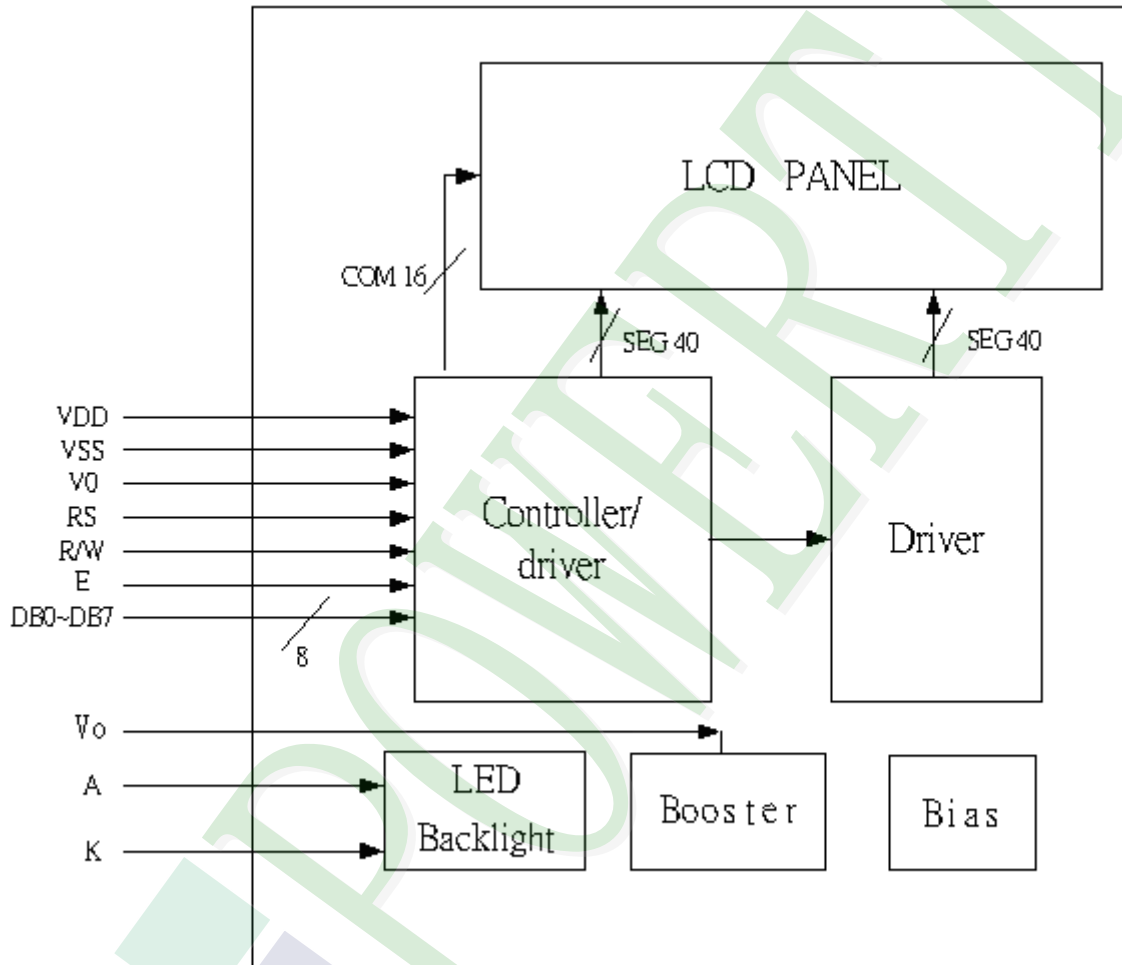 LCD PANEL
COM 16
SEG 40
SEG 40
VDD
VSS
V0
RS
R/W
E
DB0~DB7
8
Controller/
driver
Driver
Vo
A
K
LED
Backlight
Booster
Bias
POWERT